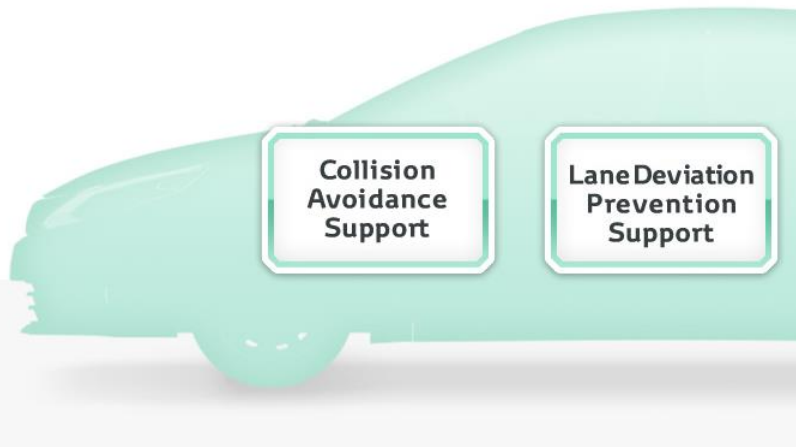 Collision
Avoidance
Support
Lane Deviation
Prevention
Support